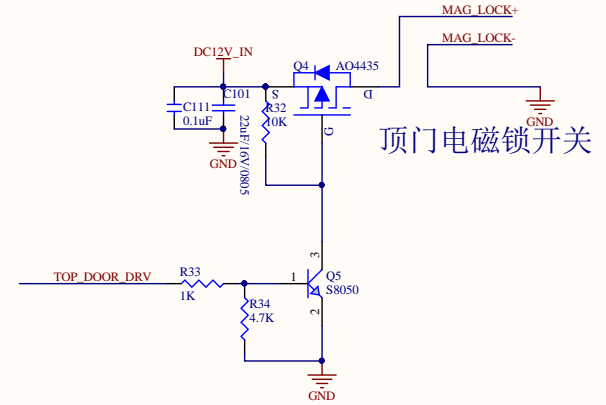 MAG_LOCK+
MAG_LOCK-
DC12V_IN
Q4
AO4435
C101
S
D
C111
R32
0.1uF
10K
G
22uF/16V/0805
GND
GND
顶门电磁锁开关
3
TOP_DOOR_DRV
R33
1
Q5
1K
S8050
R34
2
4.7K
GND